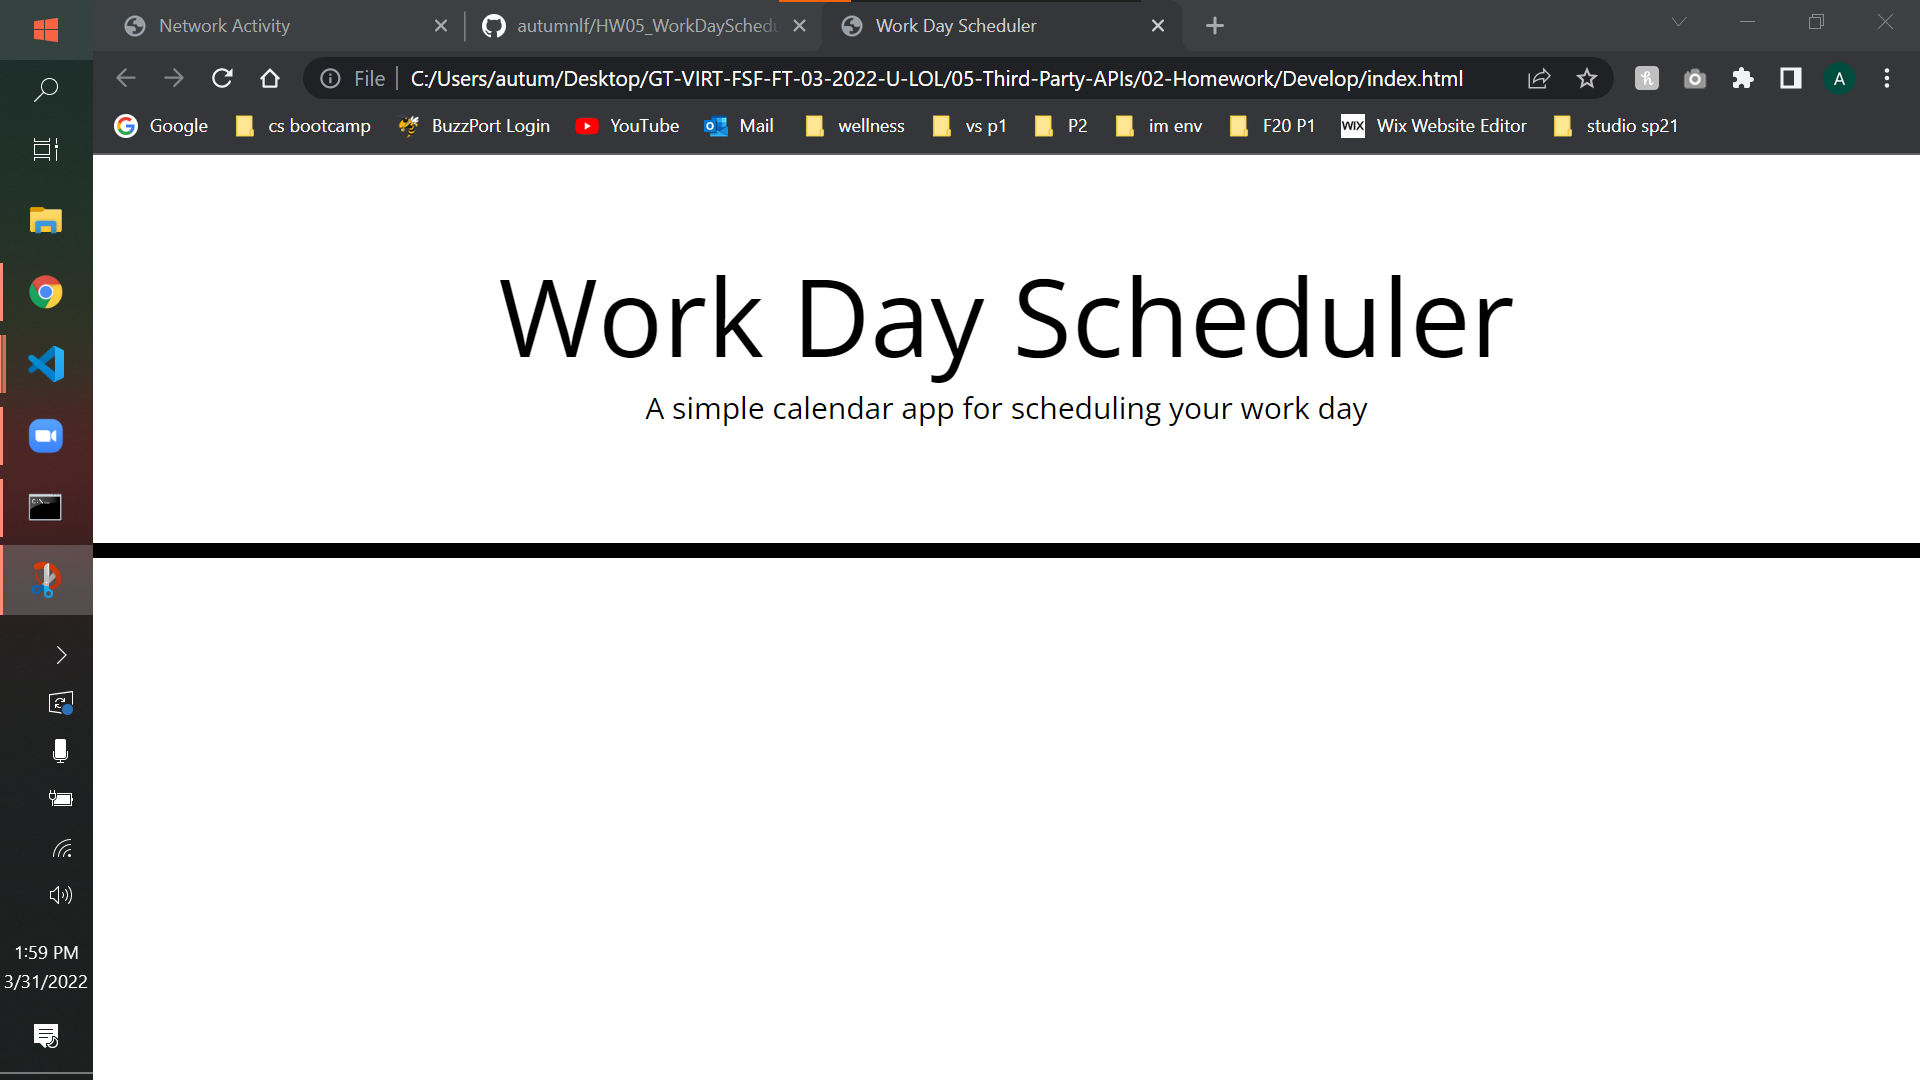 Network Activity
autumnlf/HW05_WorkDaySchedu
Work Day Scheduler
File
C:/Users/autum/Desktop/GT-VIRT-FSF-FT-03-2022-U-LOL/05-Third-Party-APIs/02-Homework/Develop/index.html
A
Google
cs bootcamp
BuzzPort Login
YouTube
Mail
wellness
vs p1
P2
im env
F20 P1
WIX Wix Website Editor
studio sp21
Work Day Scheduler
A simple calendar app for scheduling your work day
1:59 PM
3/31/2022